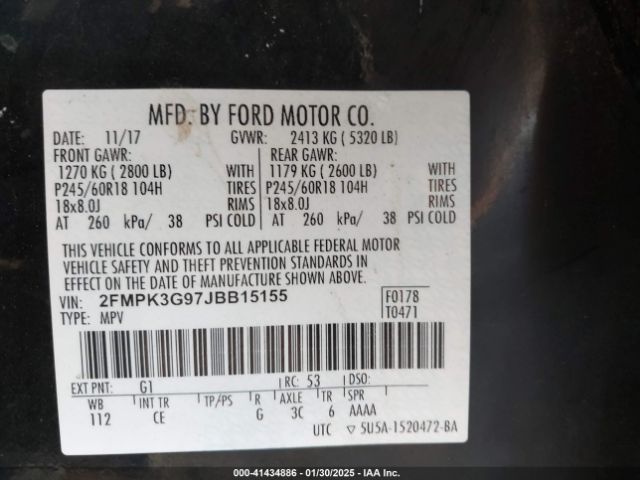 MFD. BY FORD MOTOR CO.
DATE: 11/17 GVWR: 2413 KG ( 5320 LB)
FRONT GAWR: REAR GAWR:
1270 KG ( 2800 LB) WITH 1179 KG ( 2600 LB) WITH
P245/60R18 104H TIRES P245/60R18 104H TIRES
18x8.0J RIMS 18x8.0J RIMS
AT 260 kPa/ 38 PSI COLD AT 260 kPa/ 38 PSI COLD
THIS VEHICLE CONFORMS TO ALL APPLICABLE FEDERAL MOTOR
VEHICLE SAFETY AND THEFT PREVENTION STANDARDS IN
EFFECT ON THE DATE OF MANUFACTURE SHOWN ABOVE.
VIN: 2FMPK3G97JBB15155 F0178
TYPE: MPV T0471
EXT PNT: G1 RC: 53 DSO:
WB INT TR TP/PS R AXLE TR SPR
112 CE G 3C 6 AAAA
UTC ▽ SU5A-1520472-BA
000-41434886 - 01/30/2025 - IAA Inc.